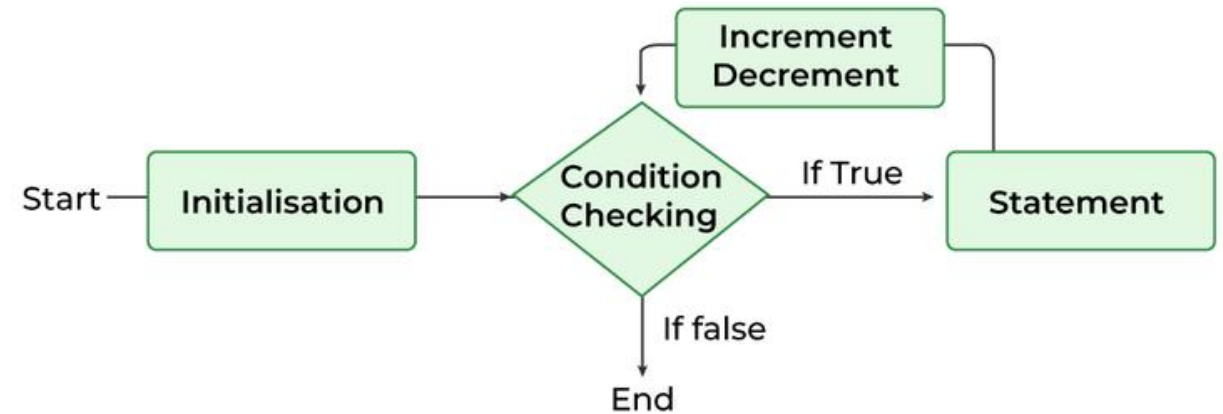 Start
Initialisation
Condition
Checking
If True
Statement
Increment
Decrement
If false
End